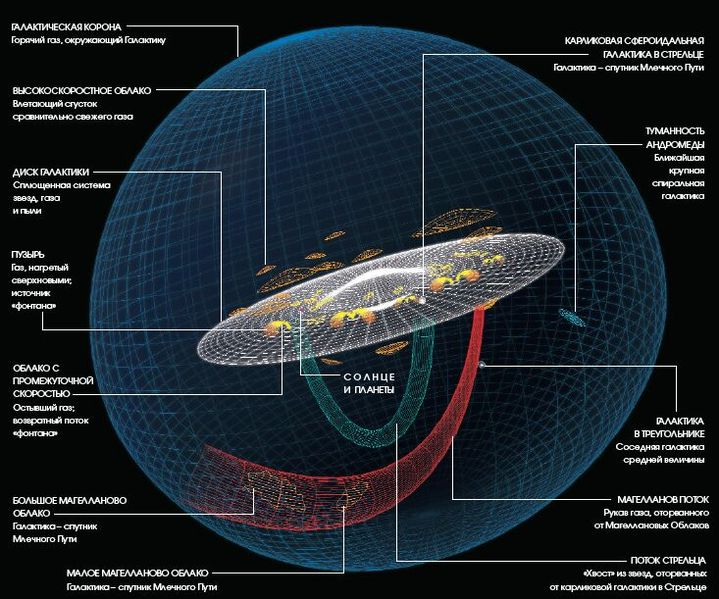 ГАЛАКТИЧЕСКАЯ КОРОНА
Горячий газ, окружающий Галактику
ВЫСОКОСКОРОСТНОЕ ОБЛАКО
Влетающий сгусток
сравнительно свежего газа
ДИСК ГАЛАКТИКИ
Сплющенная система
звезд, газа
и пыли
ПУЗЫРЬ
Газ, нагретый
сверхновыми;
источник
«фонтана»
ОБЛАКО С
ПРОМЕЖУТОЧНОЙ
СКОРОСТЬЮ
Остывший газ;
возвратный поток
«фонтана»
БОЛЬШОЕ МАГЕЛЛАНОВО
ОБЛАКО
Галактика – спутник
Млечного Пути
МАЛОЕ МАГЕЛЛАНОВО ОБЛАКО
Галактика – спутник Млечного Пути
СОЛНЦЕ
И ПЛАНЕТЫ
КАРЛИКОВАЯ СФЕРОИДАЛЬНАЯ
ГАЛАКТИКА В СТРЕЛЬЦЕ
Галактика – спутник Млечного Пути
ТУМАННОСТЬ
АНДРОМЕДЫ
Ближайшая
крупная
спиральная
галактика
ГАЛАКТИКА
В ТРЕУГОЛЬНИКЕ
Соседняя галактика
средней величины
МАГЕЛЛАНОВ ПОТОК
Рукав газа, оторванного
от Магеллановых Облаков
ПОТОК СТРЕЛЬЦА
«Хвост» из звезд, оторванных
от карликовой галактики в Стрельце